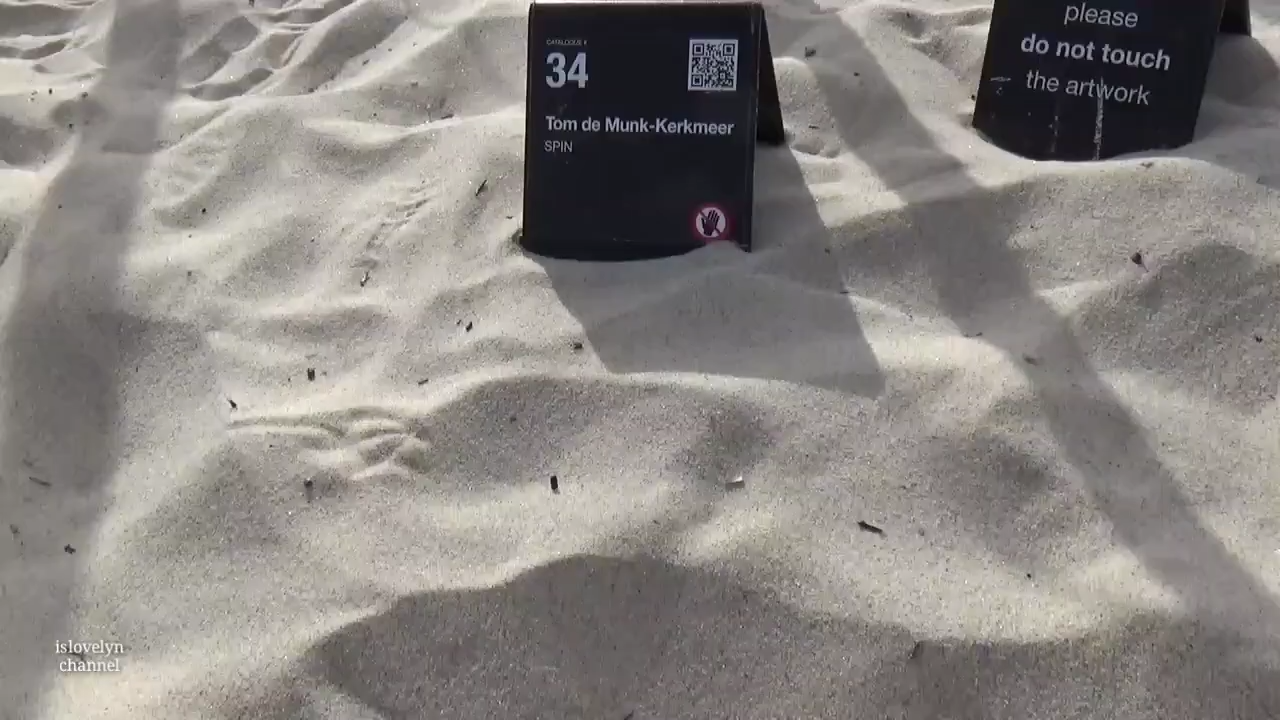 CATALOGUE #
34
Tom de Munk-Kerkmeer
SPIN
please
do not touch
the artwork
islovelyn
channel